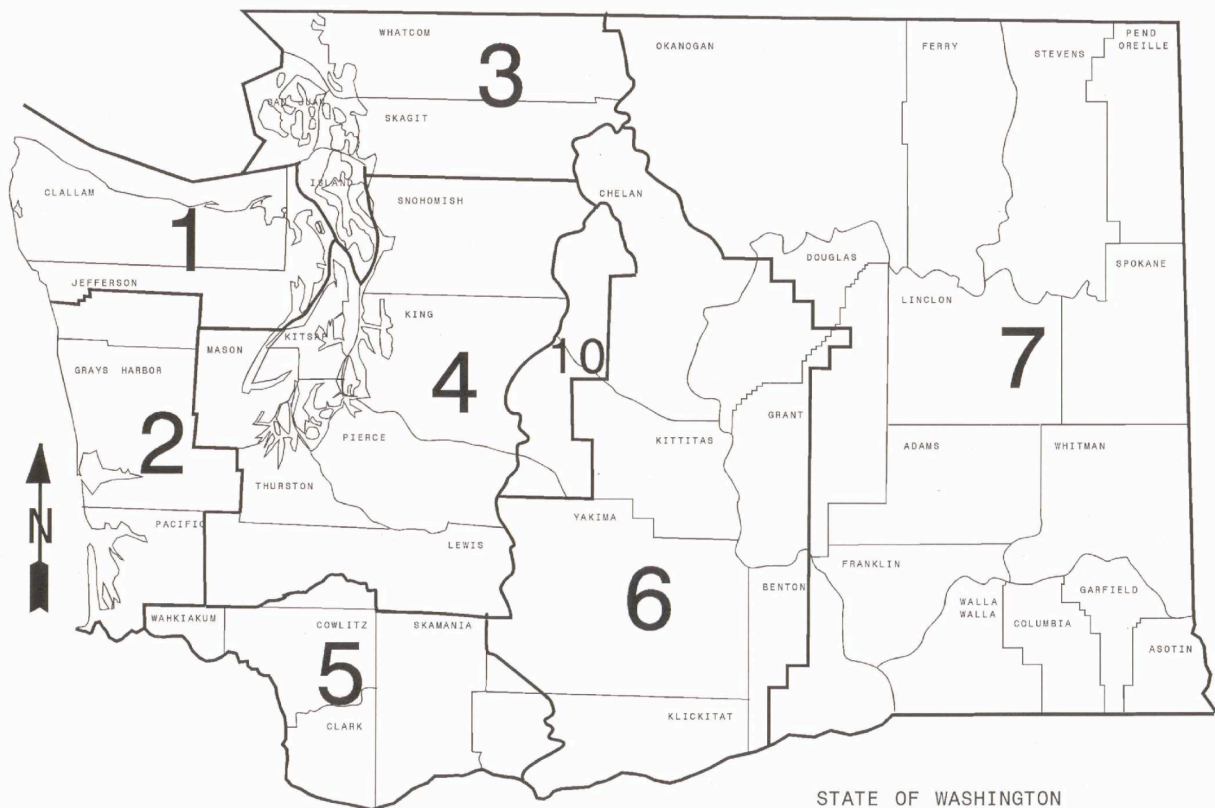 WHATCOM
3
OKANOGAN
FERRY
STEVENS
PEND
OREILLE
SAN JUAN
SKAGIT
CLALLAM
1
ISLAND
SNOHOMISH
CHELAN
DOUGLAS
SPOKANE
JEFFERSON
LINCLON
7
KING
KITSAP
MASON
10
GRAYS HARBOR
4
GRANT
2
PIERCE
KITTITAS
ADAMS
WHITMAN
THURSTON
N
PACIFIC
YAKIMA
LEWIS
FRANKLIN
6
BENTON
WALLA
WALLA
GARFIELD
WAHKIAKUM
COWLITZ
SKAMANIA
COLUMBIA
5
ASOTIN
KLICKITAT
CLARK
STATE OF WASHINGTON